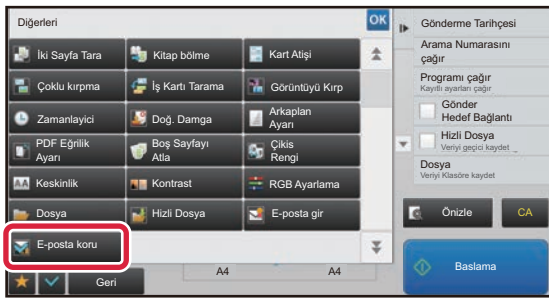 Diğerleri
OK
İki Sayfa Tara
Kitap bölme
Kart Atişi
Çoklu kırpma
İş Kartı Tarama
Görüntüyü Kırp
Zamanlayici
Doğ. Damga
Arkaplan
Ayarı
PDF Eğrilik
Ayarı
Boş Sayfayı
Atla
Çikis
Rengi
AA
Keskinlik
Kontrast
RGB Ayarlama
Dosya
Hizli Dosya
E-posta gir
E-posta koru
Geri
A4
A4
Gönderme Tarihçesi
Arama Numarasını
çağır
Programı çağır
Kayıtlı ayarları çağır
Gönder
Hedef Bağlantı
Hizli Dosya
Veriyi geçici kaydet
Dosya
Veriyi Klasöre kaydet
Önizle
CA
Baslama